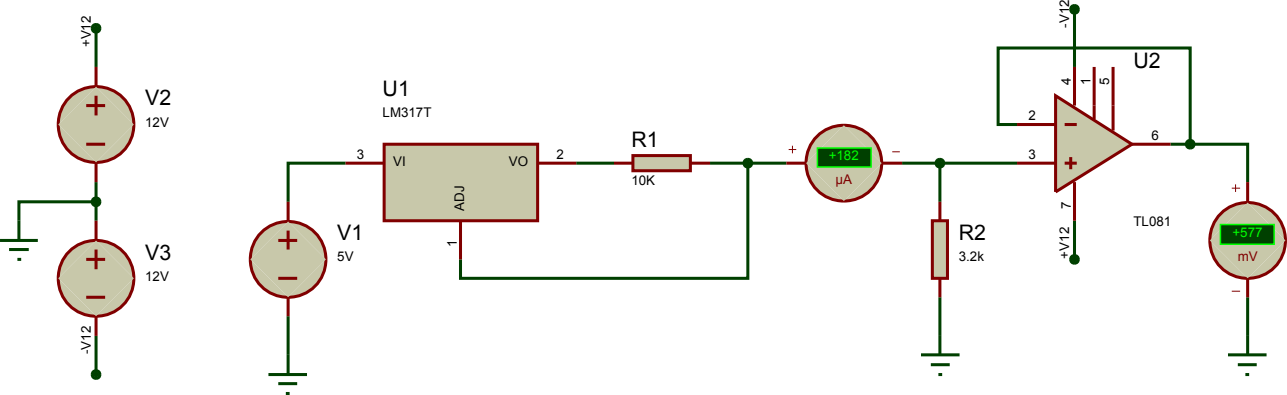 +V12
V2
12V
V3
12V
-V12
V1
5V
U1
LM317T
3
VI
VO
2
ADJ
1
R1
10K
+
+182
µA
−
R2
3.2k
-V12
U2
4
1
5
2
−
6
3
+
7
TL081
+V12
+
+577
mV
−